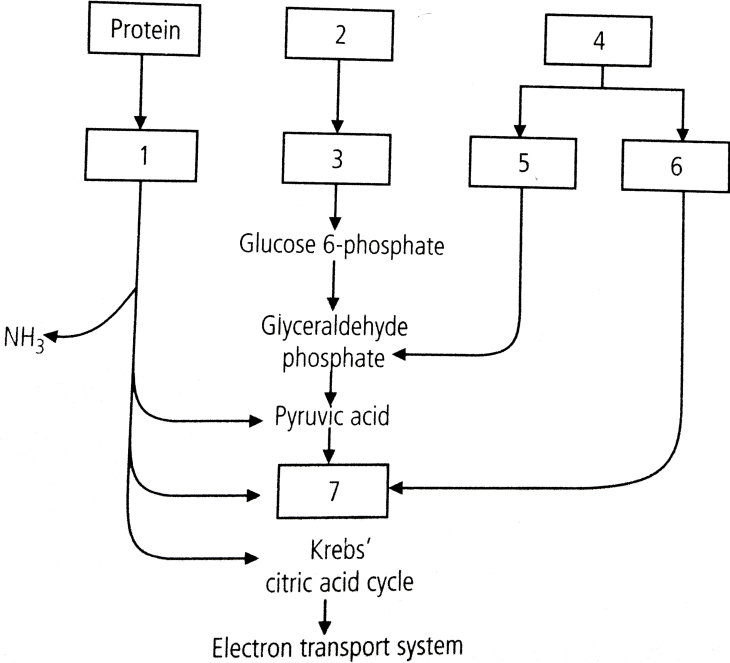 Protein
2
4
1
3
5
6
Glucose 6-phosphate
NH3
Glyceraldehyde
phosphate
Pyruvic acid
7
Krebs'
citric acid cycle
Electron transport system